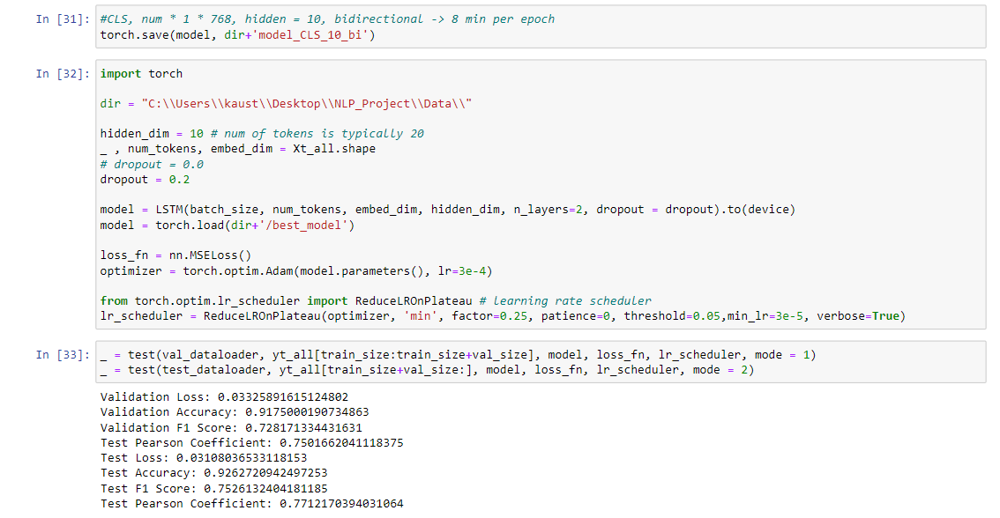 In [31]: #CLS, num * 1 * 768, hidden = 10, bidirectional -> 8 min per epoch
torch.save(model, dir+'model_CLS_10_bi')
In [32]: import torch
dir = "C:\\Users\\kaust\\Desktop\\NLP_Project\\Data\\"
hidden_dim = 10 # num of tokens is typically 20
_ , num_tokens, embed_dim = Xt_all.shape
# dropout = 0.0
dropout = 0.2
model = LSTM(batch_size, num_tokens, embed_dim, hidden_dim, n_layers=2, dropout = dropout).to(device)
model = torch.load(dir+'/best_model')
loss_fn = nn.MSELoss()
optimizer = torch.optim.Adam(model.parameters(), lr=3e-4)
from torch.optim.lr_scheduler import ReduceLROnPlateau # learning rate scheduler
lr_scheduler = ReduceLROnPlateau(optimizer, 'min', factor=0.25, patience=0, threshold=0.05,min_lr=3e-5, verbose=True)
In [33]: _ = test(val_dataloader, yt_all[train_size:train_size+val_size], model, loss_fn, lr_scheduler, mode = 1)
_ = test(test_dataloader, yt_all[train_size+val_size:], model, loss_fn, lr_scheduler, mode = 2)
Validation Loss: 0.03325891615124802
Validation Accuracy: 0.9175000190734863
Validation F1 Score: 0.728171334431631
Test Pearson Coefficient: 0.7501662041118375
Test Loss: 0.03108036533118153
Test Accuracy: 0.9262720942497253
Test F1 Score: 0.7526132404181185
Test Pearson Coefficient: 0.7712170394031064